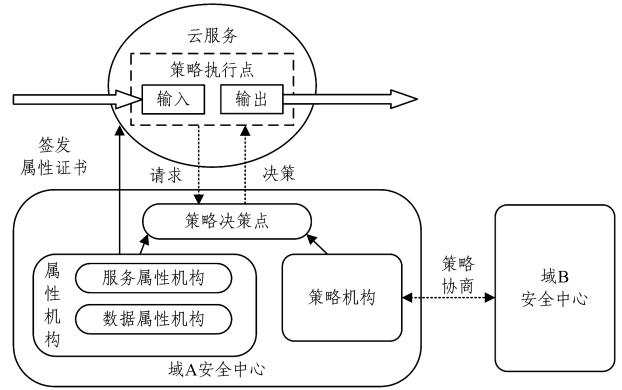 云服务
策略执行点
输入
输出
签发
属性证书
请求
决策
策略决策点
属性机构
服务属性机构
数据属性机构
策略机构
策略
协商
域B
安全中心
域A安全中心